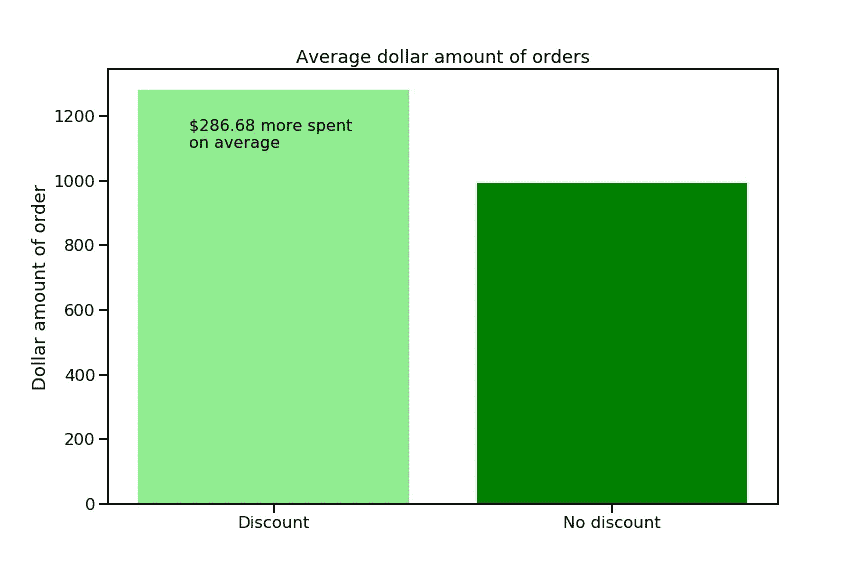 Average dollar amount of orders
Dollar amount of order
1200
1000
800
600
400
200
0
$286.68 more spent
on average
Discount
No discount